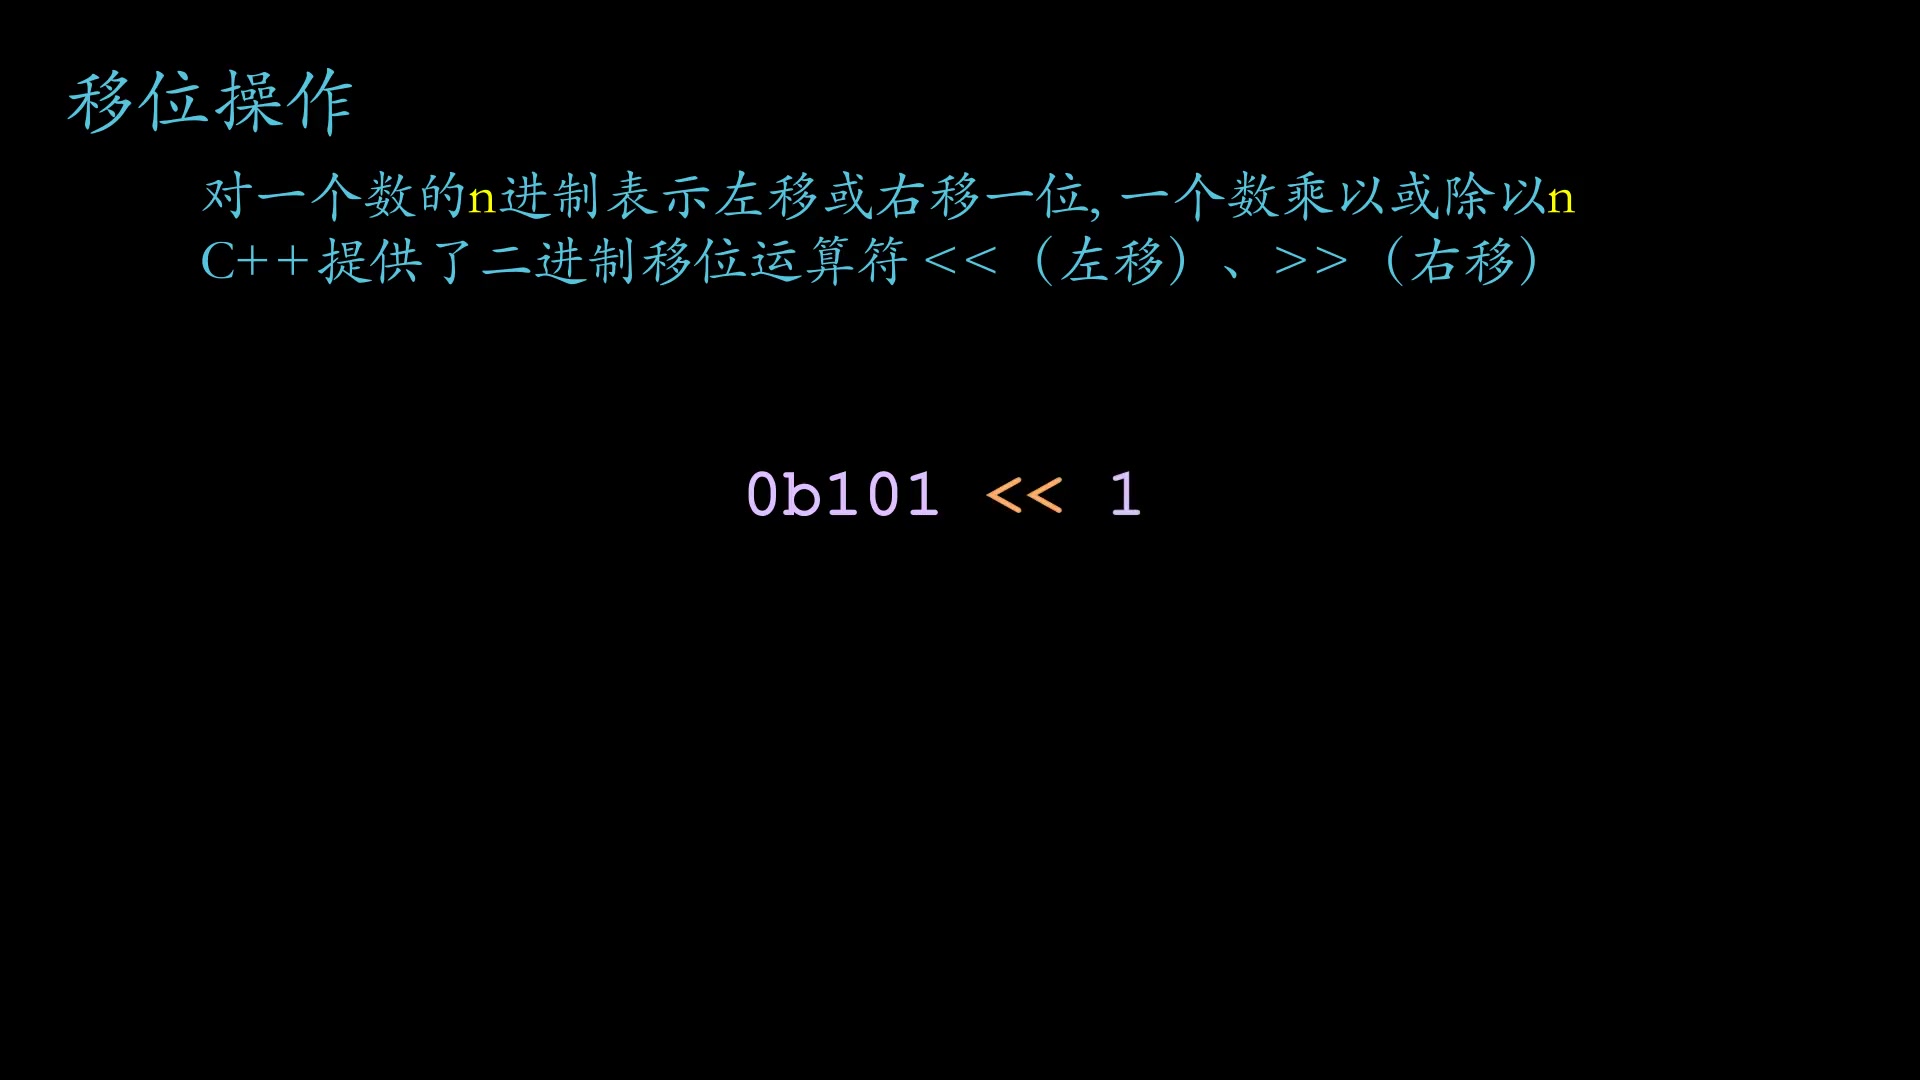 移位操作
对一个数的n进制表示左移或右移一位, 一个数乘以或除以n
C++提供了二进制移位运算符 <<（左移）、>>（右移）
0b101 << 1